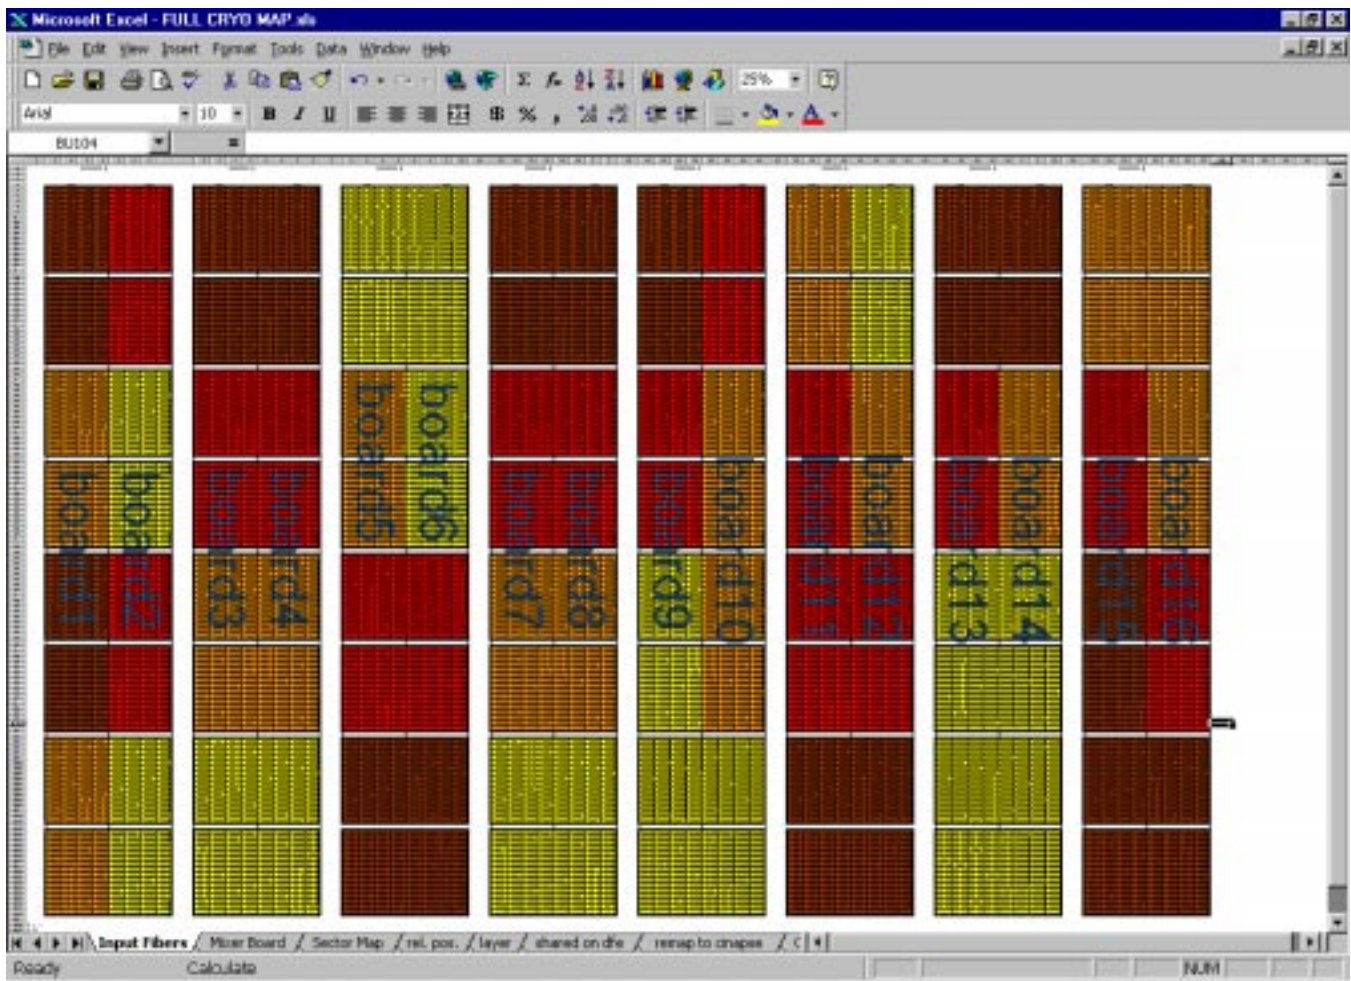 Microsoft Excel - FULL CRYO MAP.xls
File Edit View Insert Format Tools Data Window Help
25%
Arial 10 B I U $ % ,
BU104 =
board1
board2
board3
board4
board5
board6
board7
board8
board9
board10
board11
board12
board13
board14
board15
board16
Input Fibers / Mixer Board / Sector Map / rel. pos. / layer / shared on dfe / remap to cinapse / C
Ready Calculate NUM